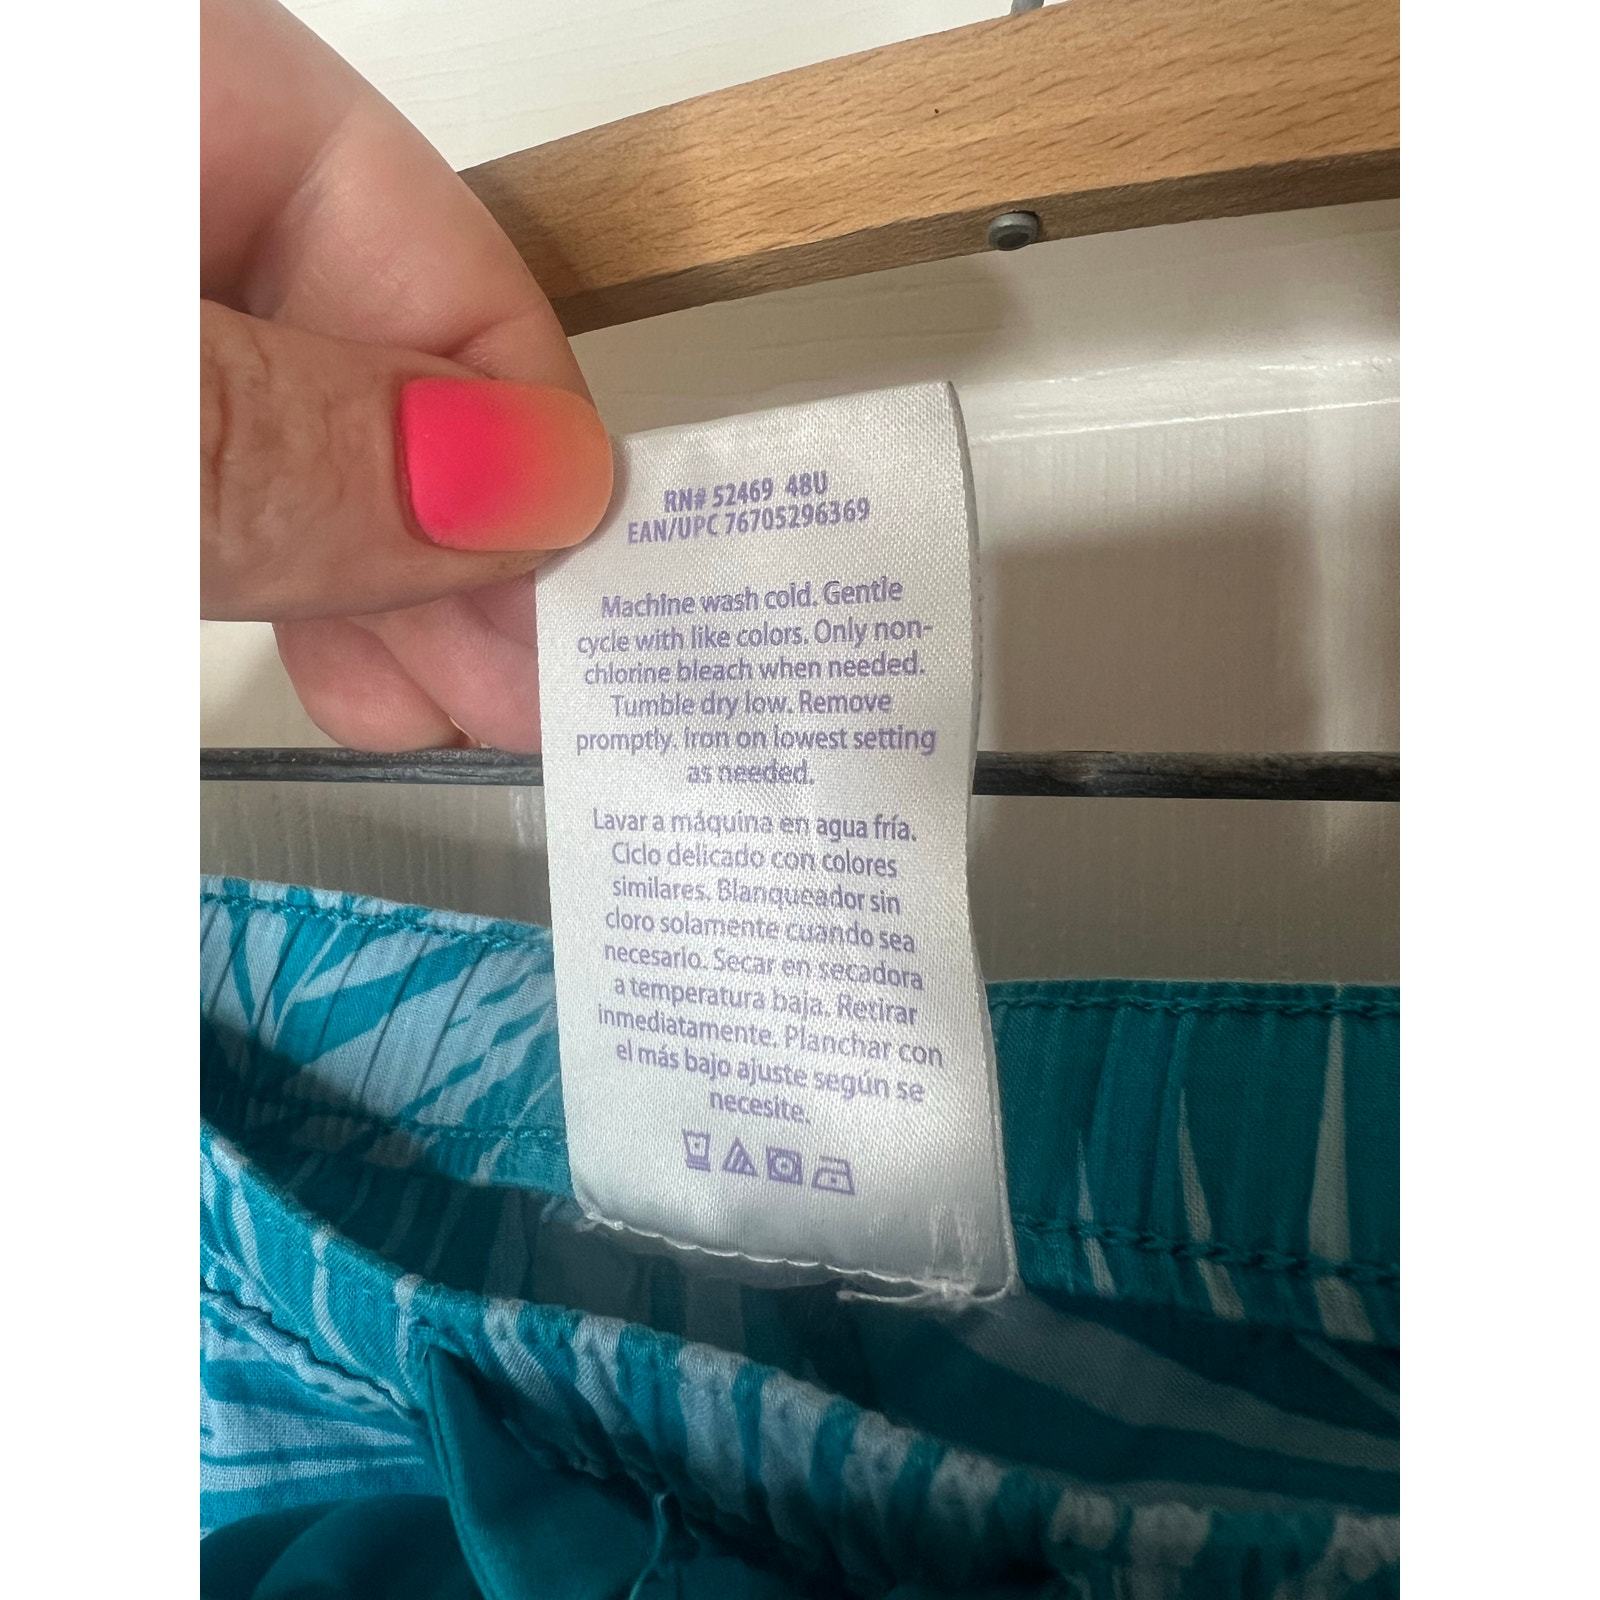 RN# 52469 48U
EAN/UPC 76705296369
Machine wash cold. Gentle
cycle with like colors. Only non-
chlorine bleach when needed.
Tumble dry low. Remove
promptly. Iron on lowest setting
as needed.
Lavar a máquina en agua fría.
Ciclo delicado con colores
similares. Blanqueador sin
cloro solamente cuando sea
necesario. Secar en secadora
a temperatura baja. Retirar
inmediatamente. Planchar con
el más bajo ajuste según se
necesite.